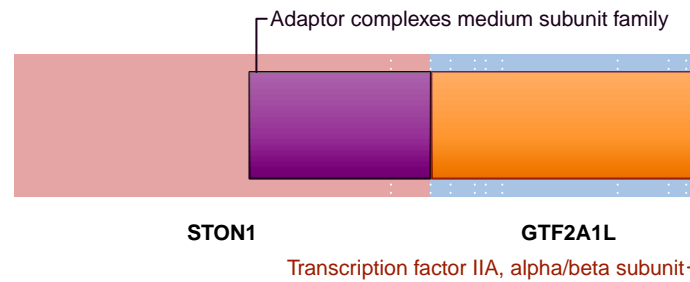 Adaptor complexes medium subunit family
STON1 GTF2A1L
Transcription factor IIA, alpha/beta subunit